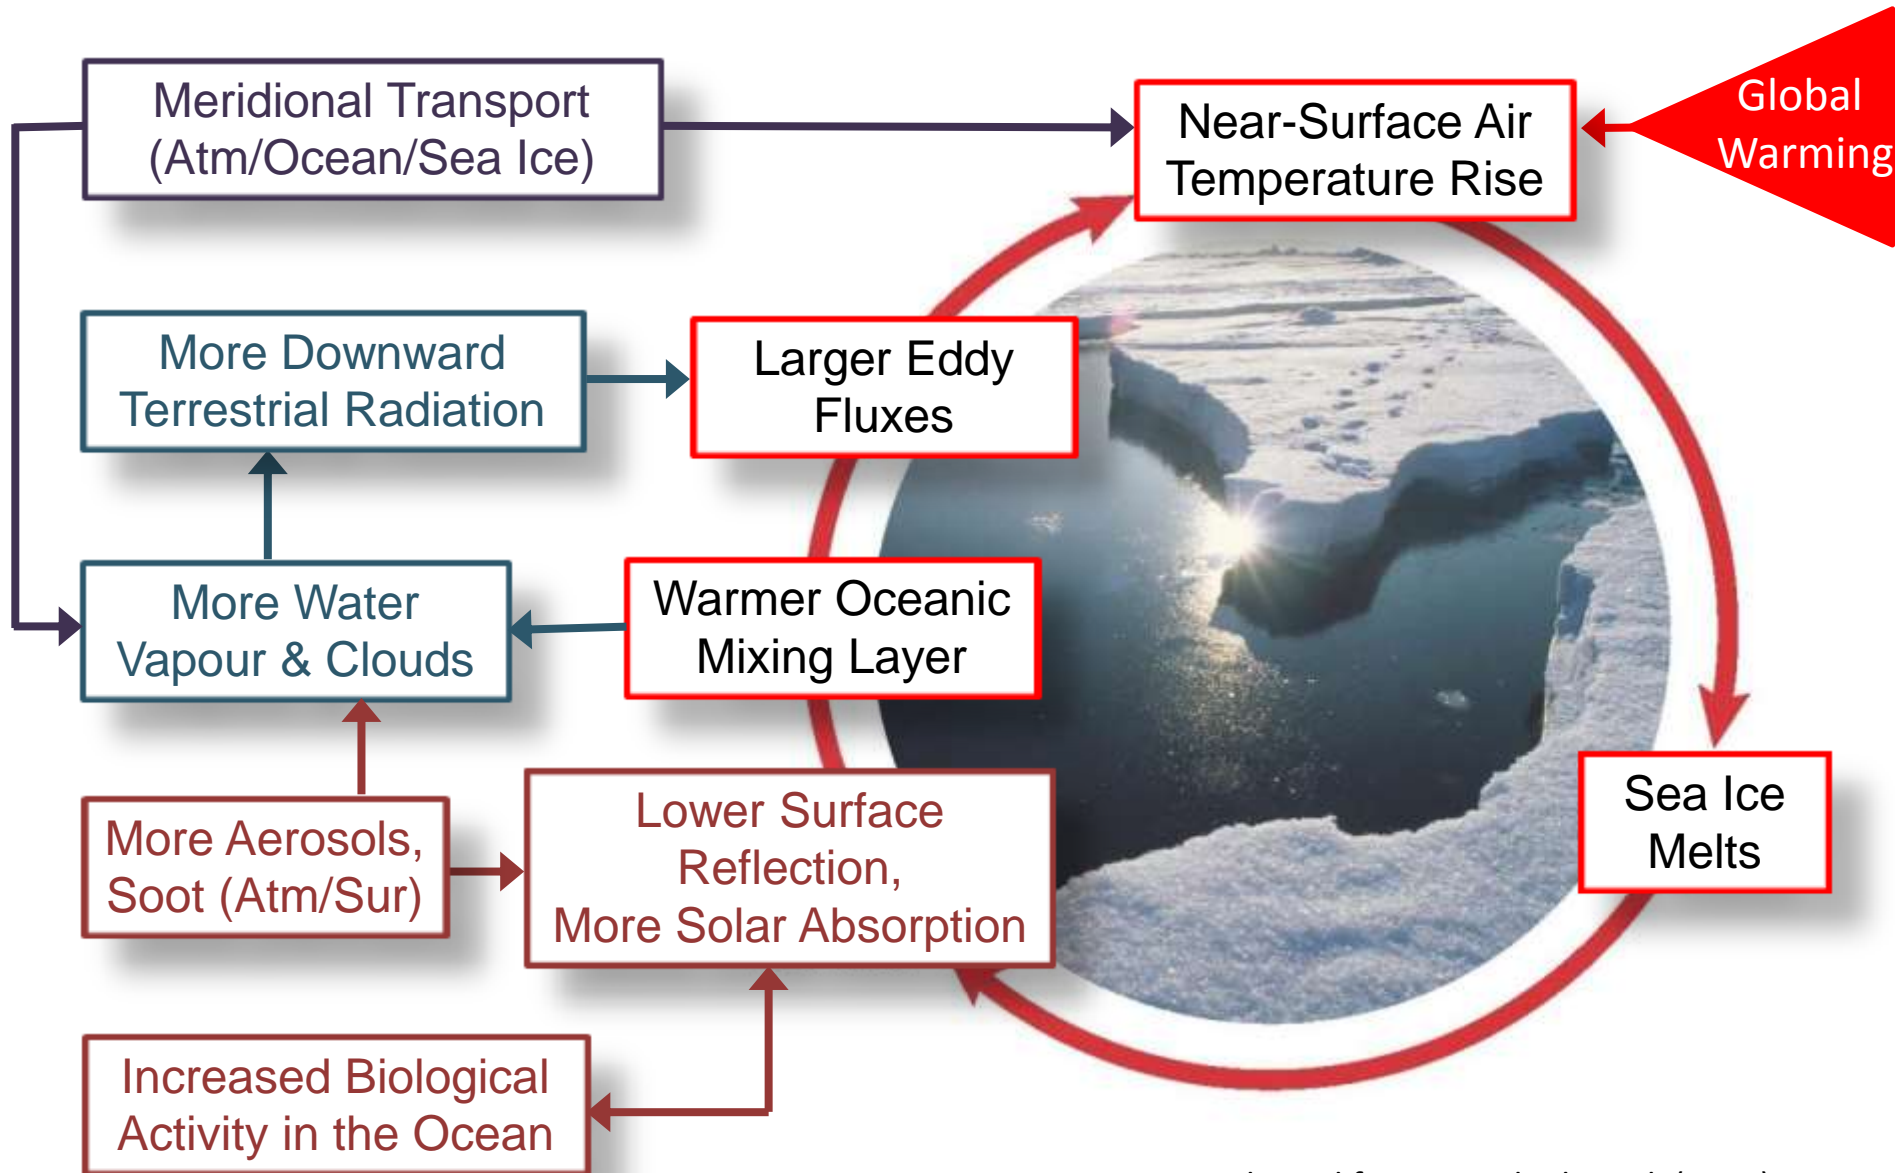 Meridional Transport
(Atm/Ocean/Sea Ice)
Near-Surface Air
Temperature Rise
Global
Warming
More Downward
Terrestrial Radiation
Larger Eddy
Fluxes
More Water
Vapour & Clouds
Warmer Oceanic
Mixing Layer
Sea Ice
Melts
More Aerosols,
Soot (Atm/Sur)
Lower Surface
Reflection,
More Solar Absorption
Increased Biological
Activity in the Ocean